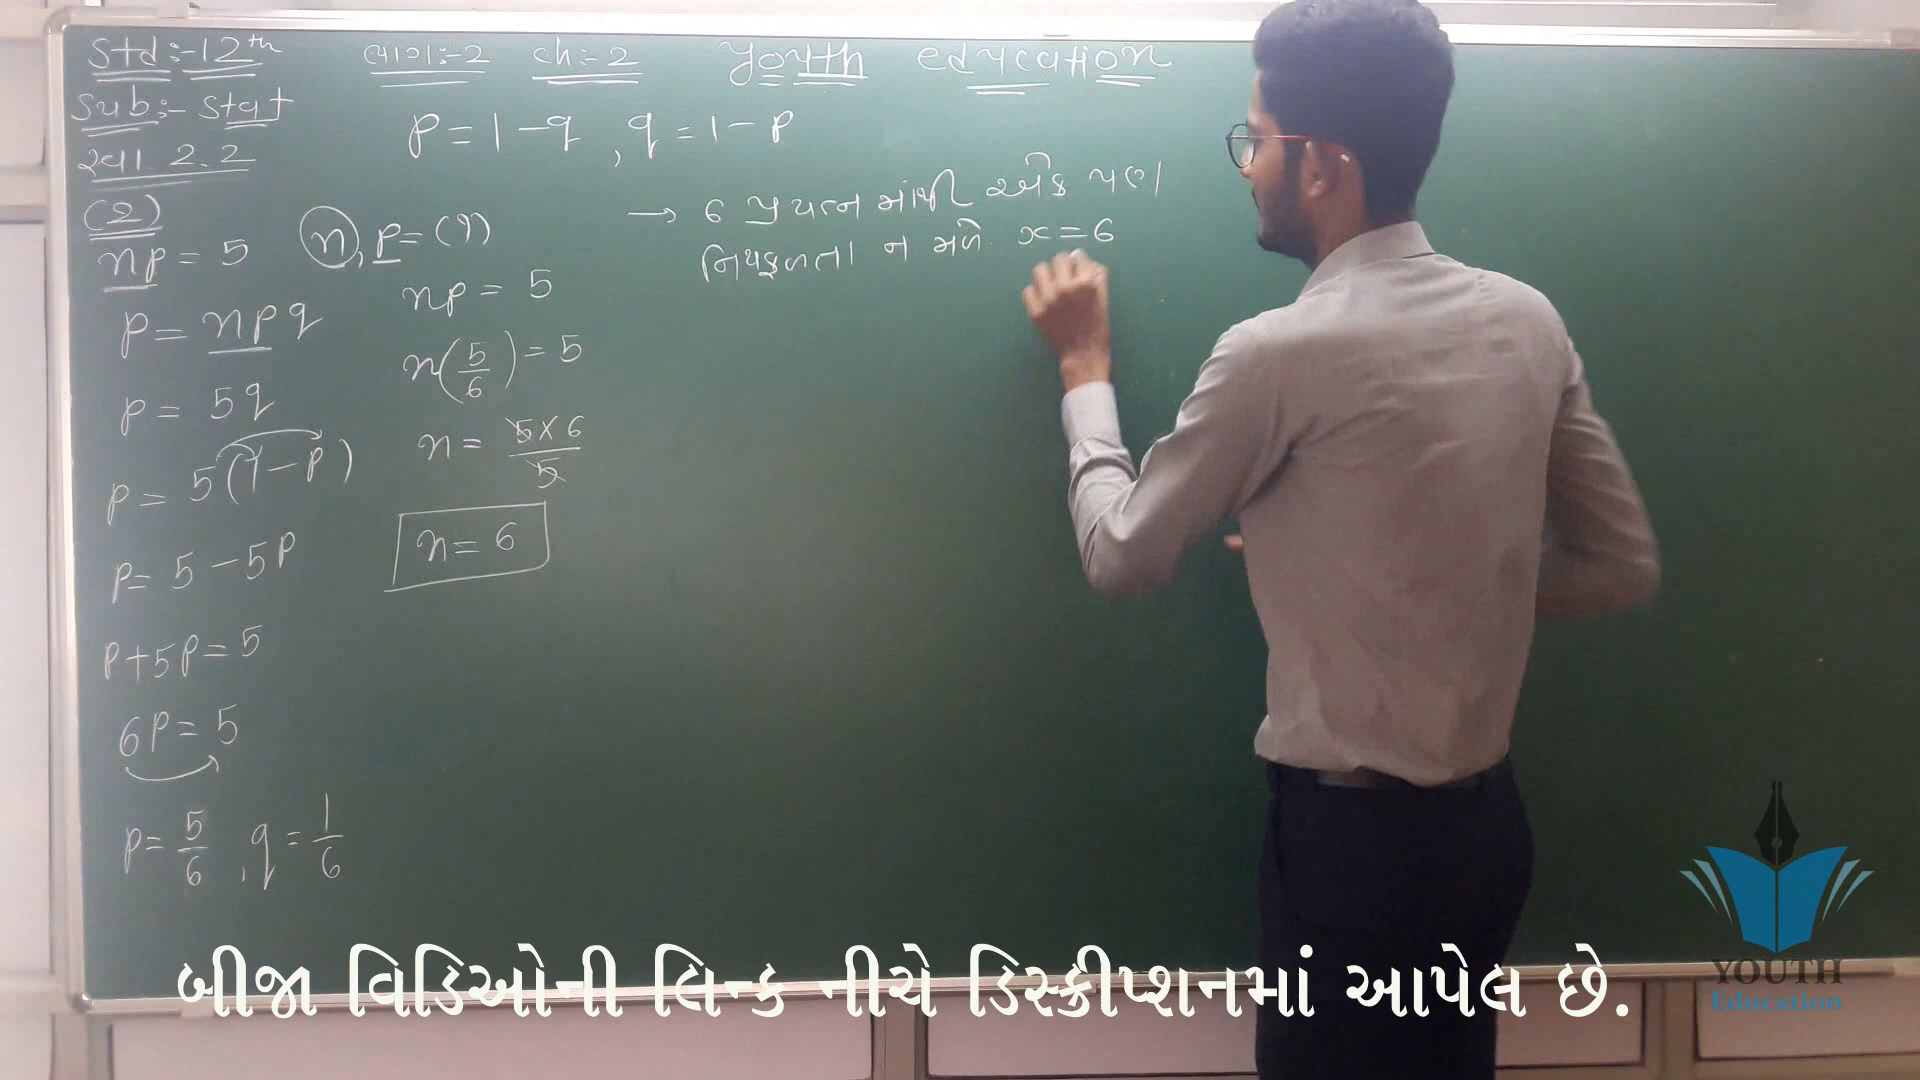 Std:-12th ભાગ:-2 ch:-2 Youth education
Sub:- Stat
સ્વા. 2.2
P = 1 - q , q = 1 - P
(2)
np = 5
P = npq
P = 5q
P = 5(1-P)
P = 5 - 5P
P + 5P = 5
6P = 5
P = 5/6 , q = 1/6
n, P = (?)
np = 5
n(5/6) = 5
n = 5×6/5
n = 6
→ 6 પ્રયત્નમાંથી એક પણ
નિષ્ફળતા ન મળે. x = 6
બીજા વિડિઓની લિન્ક નીચે ડિસ્ક્રીપ્શનમાં આપેલ છે.
YOUTH
Education